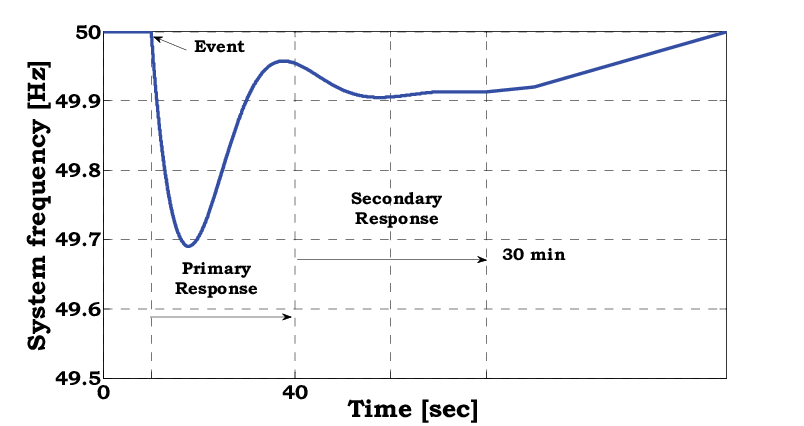 System frequency [Hz]
50
49.9
49.8
49.7
49.6
49.5
Event
Secondary
Response
30 min
Primary
Response
0
40
Time [sec]